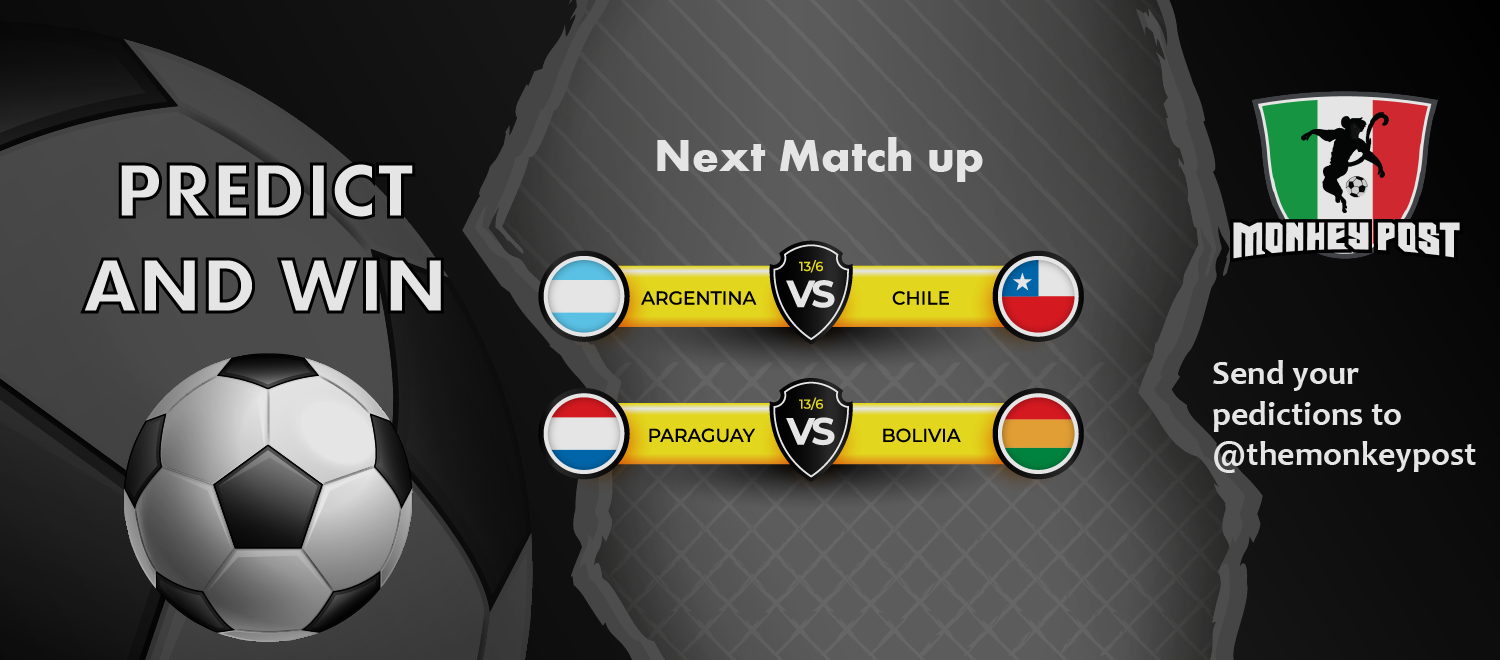 PREDICT
AND WIN
Next Match up
ARGENTINA
13/6
VS
CHILE
PARAGUAY
13/6
VS
BOLIVIA
MONKEY POST
Send your
pedictions to
@themonkeypost